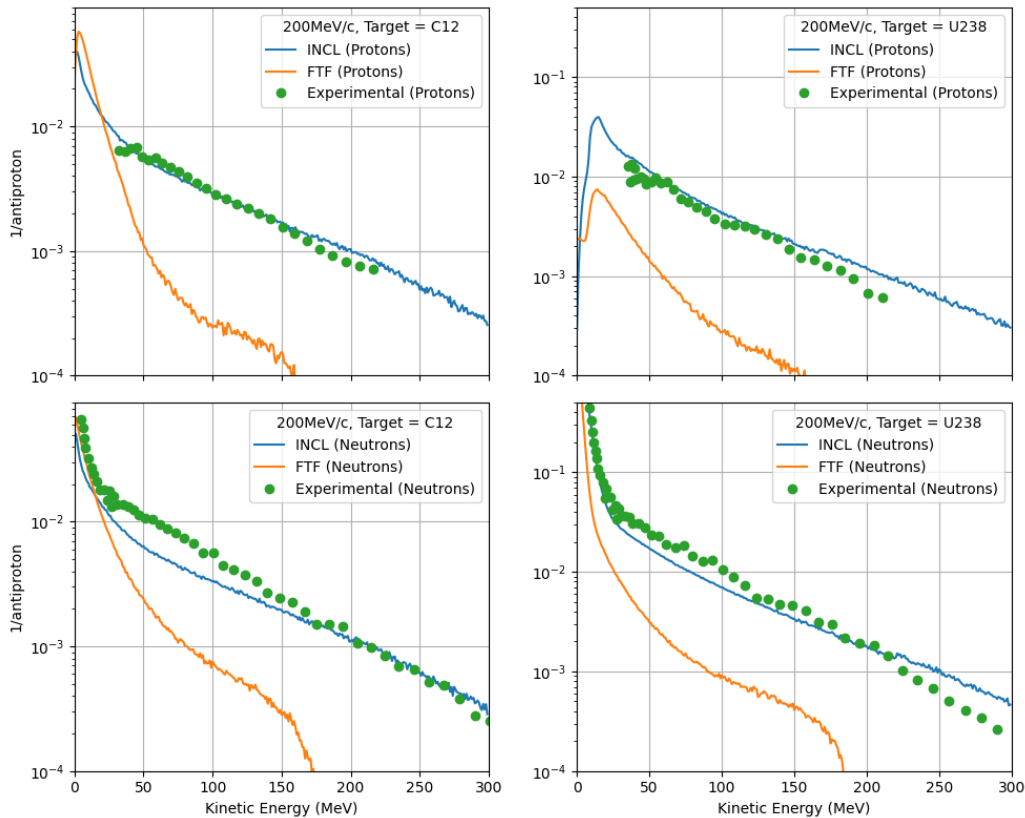 200MeV/c, Target = C12
INCL (Protons)
FTF (Protons)
Experimental (Protons)
10⁻²
10⁻³
10⁻⁴
1/antiproton
200MeV/c, Target = U238
INCL (Protons)
FTF (Protons)
Experimental (Protons)
10⁻¹
10⁻²
10⁻³
10⁻⁴
200MeV/c, Target = C12
INCL (Neutrons)
FTF (Neutrons)
Experimental (Neutrons)
10⁻²
10⁻³
10⁻⁴
1/antiproton
0 50 100 150 200 250 300
Kinetic Energy (MeV)
200MeV/c, Target = U238
INCL (Neutrons)
FTF (Neutrons)
Experimental (Neutrons)
10⁻¹
10⁻²
10⁻³
10⁻⁴
0 50 100 150 200 250 300
Kinetic Energy (MeV)